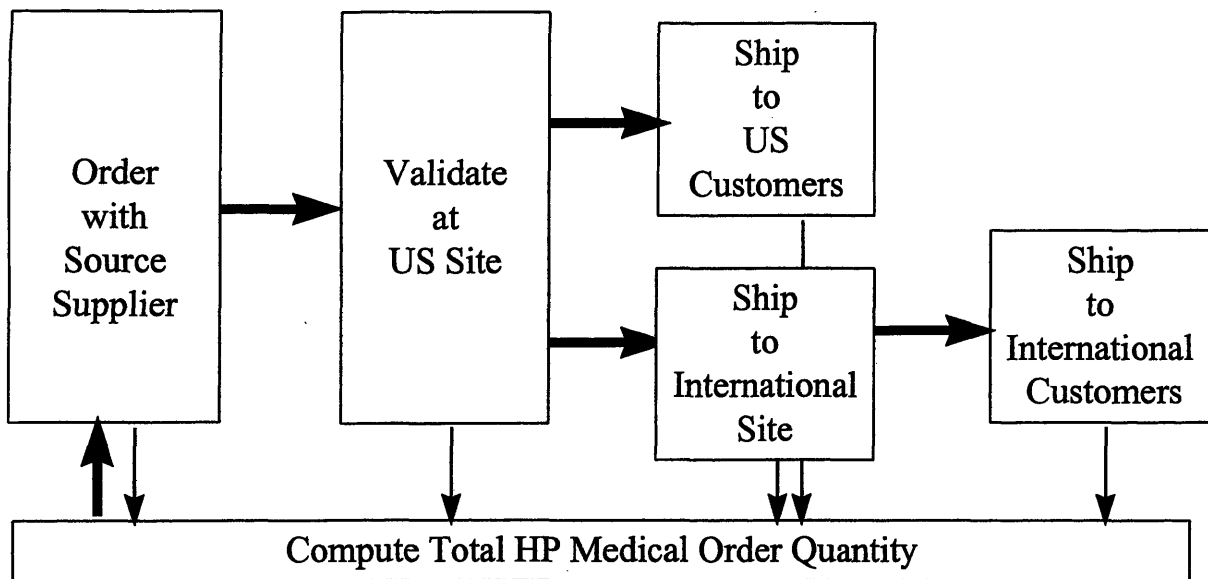 Order
with
Source
Supplier
Validate
at
US Site
Ship
to
US
Customers
Ship
to
International
Site
Ship
to
International
Customers
Compute Total HP Medical Order Quantity